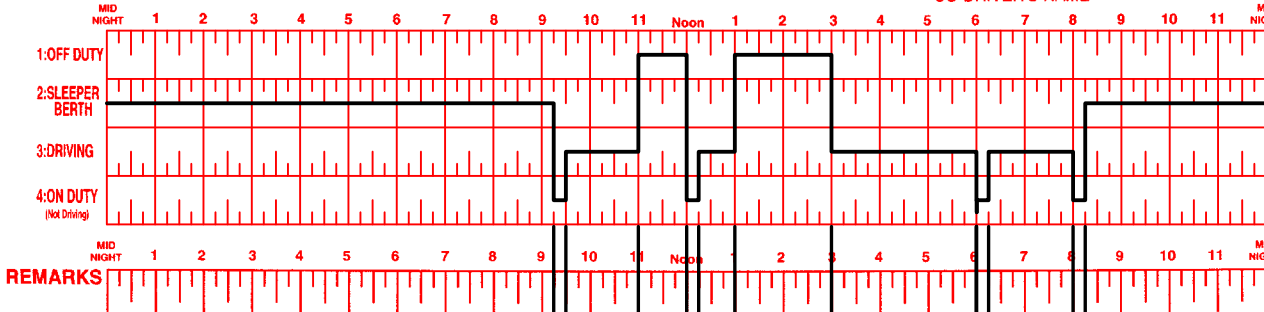 MID NIGHT 1 2 3 4 5 6 7 8 9 10 11 Noon 1 2 3 4 5 6 7 8 9 10 11
1:OFF DUTY
2:SLEEPER
BERTH
3:DRIVING
4:ON DUTY
(Not Driving)
MID NIGHT 1 2 3 4 5 6 7 8 9 10 11 Noon 1 2 3 4 5 6 7 8 9 10 11
REMARKS